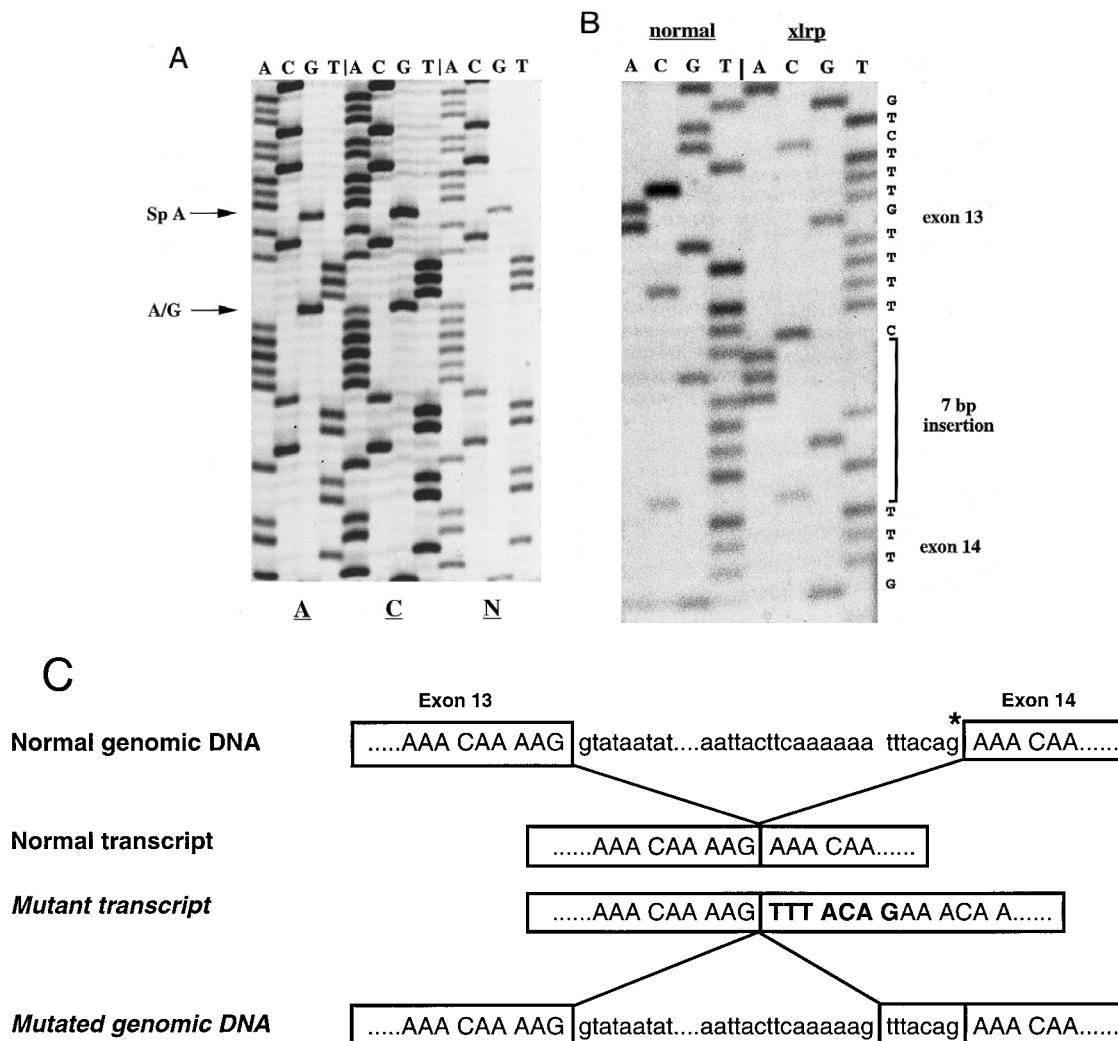 A
A C G T | A C G T | A C G T
Sp A
A/G
A C N
B
normal xlrp
A C G T | A C G T
G
T
C
T
T
T
G
T
T
T
T
C
exon 13
7 bp
insertion
T
T
T
G
exon 14
C
Exon 13 Exon 14
Normal genomic DNA .....AAA CAA AAG gtataatat....aattacttcaaaaaa tttacag * AAA CAA......
Normal transcript ......AAA CAA AAG AAA CAA......
Mutant transcript ......AAA CAA AAG TTT ACA GAA ACA A......
Mutated genomic DNA .....AAA CAA AAG gtataatat....aattacttcaaaaaag tttacag AAA CAA......